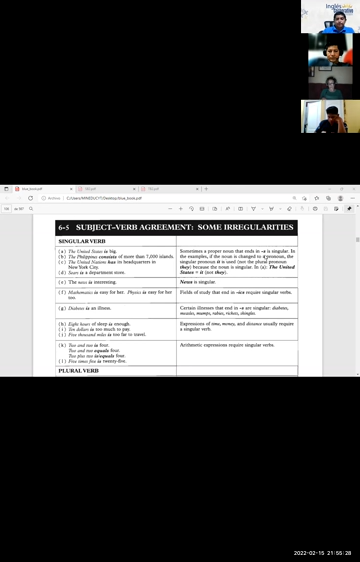 Inglés
blue_book.pdf
Archivo
C:/Users/MINEDUCYT/Desktop/blue_book.pdf
6-5 SUBJECT–VERB AGREEMENT: SOME IRREGULARITIES
SINGULAR VERB
(a) The United States is big.
(b) The Philippines consists of more than 7,000 islands.
(c) The United Nations has its headquarters in
New York City.
(d) Sears is a department store.
Sometimes a proper noun that ends in -s is singular. In
the examples, if the noun is changed to a pronoun, the
singular pronoun it is used (not the plural pronoun
they) because the noun is singular. In (a): The United
States = it (not they).
(e) The news is interesting.
News is singular.
(f) Mathematics is easy for her. Physics is easy for her
too.
Fields of study that end in -ics require singular verbs.
(g) Diabetes is an illness.
Certain illnesses that end in -s are singular: diabetes,
measles, mumps, rabies, rickets, shingles.
(h) Eight hours of sleep is enough.
(i) Ten dollars is too much to pay.
(j) Five thousand miles is too far to travel.
Expressions of time, money, and distance usually require
a singular verb.
(k) Two and two is four.
Two and two equals four.
Two plus two is/equals four.
(l) Five times five is twenty-five.
Arithmetic expressions require singular verbs.
PLURAL VERB
2022-02-15 21:55:28